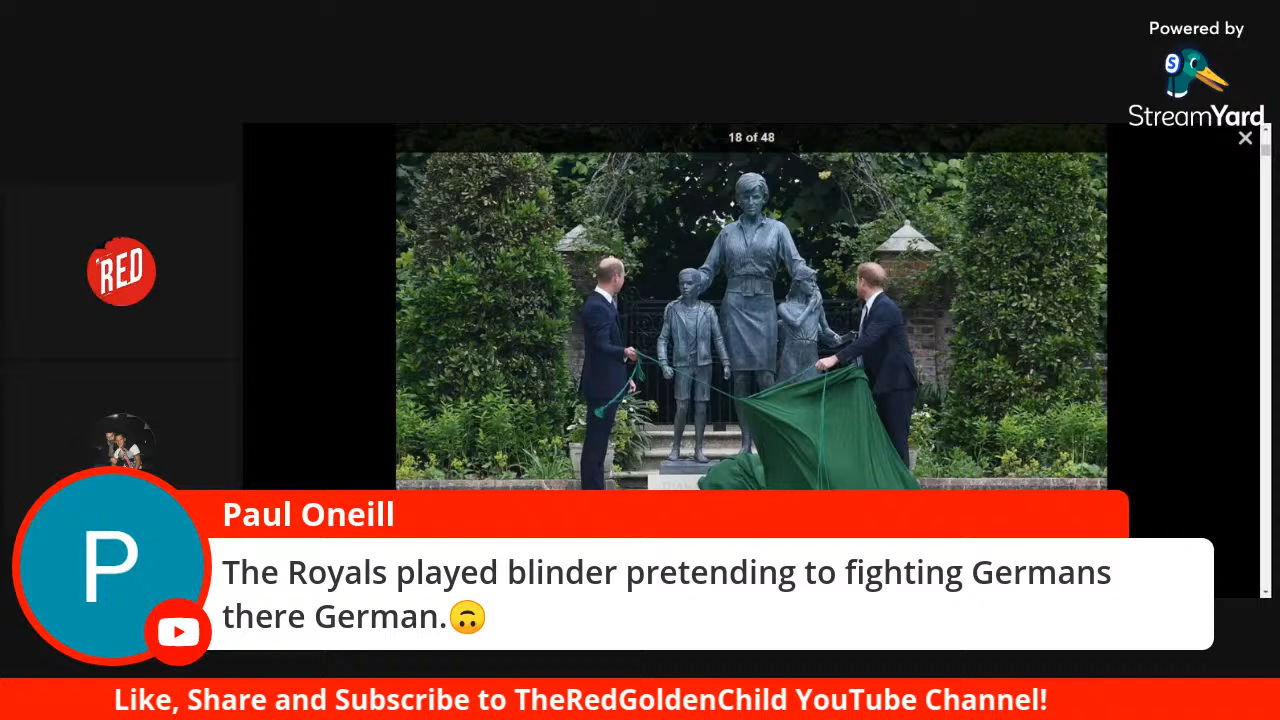 Powered by
S
StreamYard
18 of 48
RED
Paul Oneill
P
The Royals played blinder pretending to fighting Germans
there German.🙃
Like, Share and Subscribe to TheRedGoldenChild YouTube Channel!